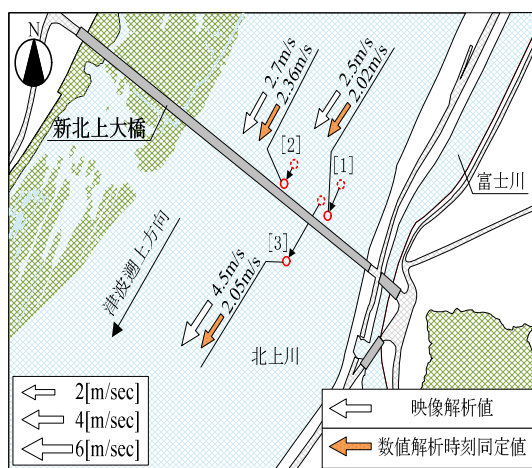 N
2.7m/s
2.36m/s
2.5m/s
2.02m/s
新北上大橋
[2]
[1]
富士川
[3]
津波遡上方向
4.5m/s
2.05m/s
北上川
2[m/sec]
4[m/sec]
6[m/sec]
映像解析値
数値解析時刻同定値